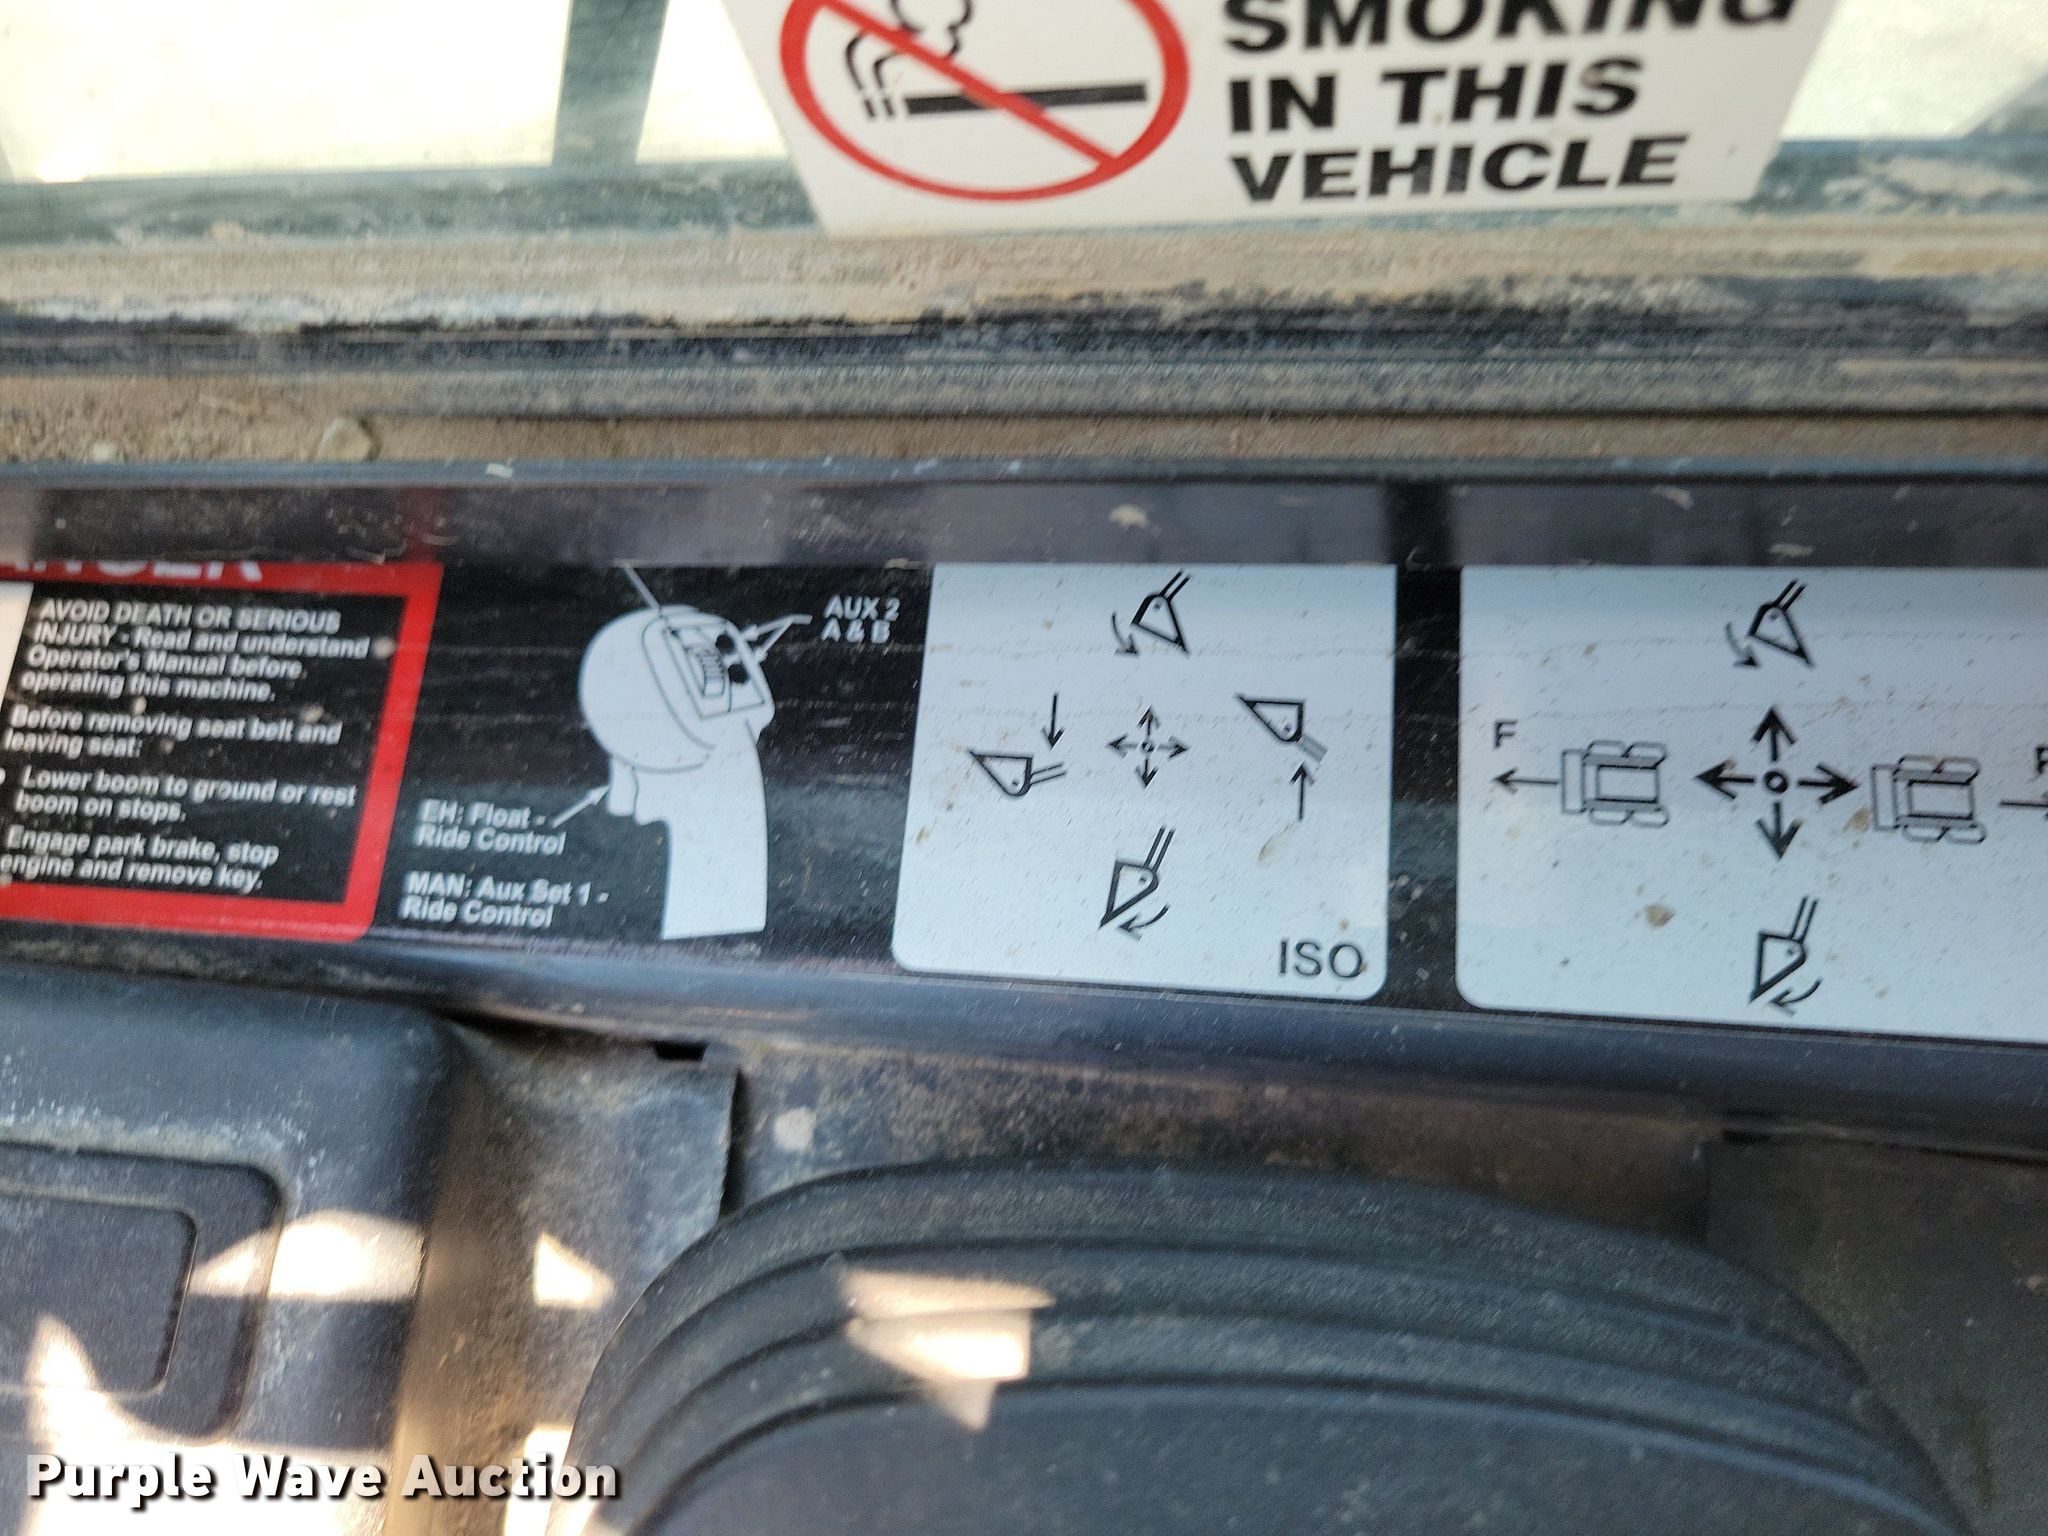 SMOKING
IN THIS
VEHICLE
AVOID DEATH OR SERIOUS
INJURY - Read and understand
Operator's Manual before
operating this machine.
Before removing seat belt and
leaving seat:
Lower boom to ground or rest
boom on stops.
Engage park brake, stop
engine and remove key.
AUX 2
A & B
EH: Float -
Ride Control
MAN: Aux Set 1 -
Ride Control
ISO
F
Purple Wave Auction